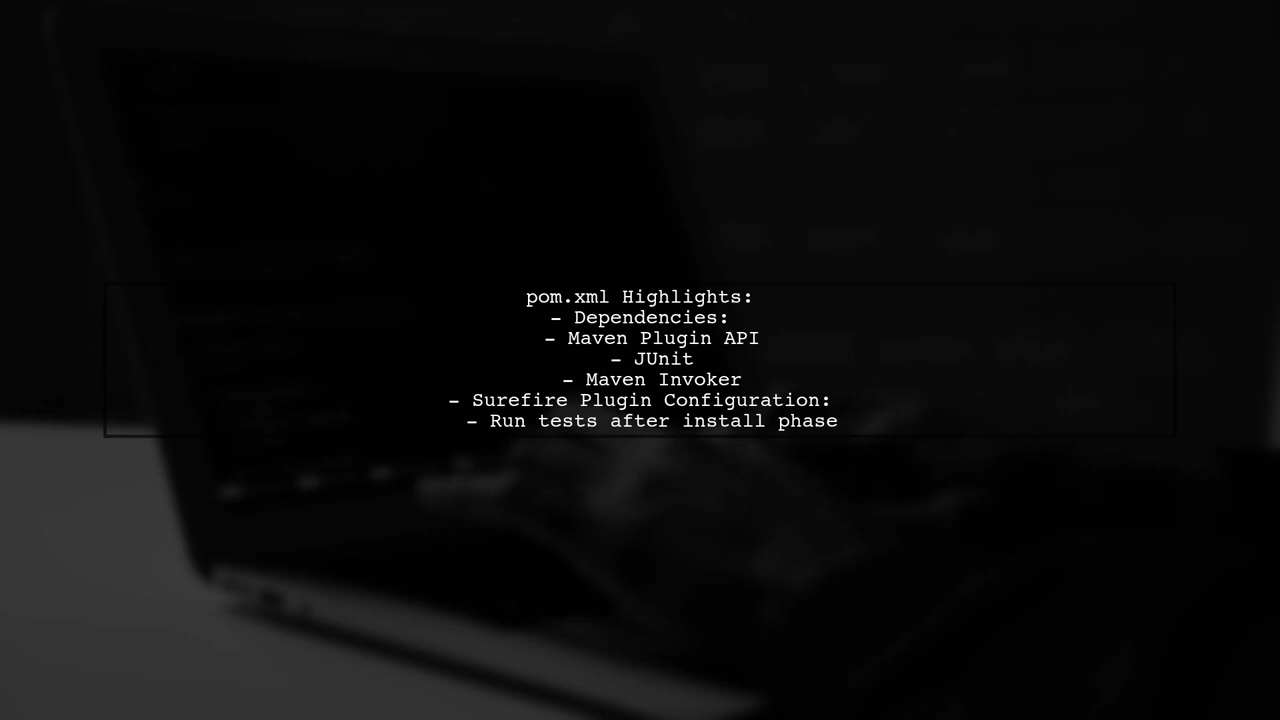 pom.xml Highlights:
- Dependencies:
- Maven Plugin API
- JUnit
- Maven Invoker
- Surefire Plugin Configuration:
- Run tests after install phase